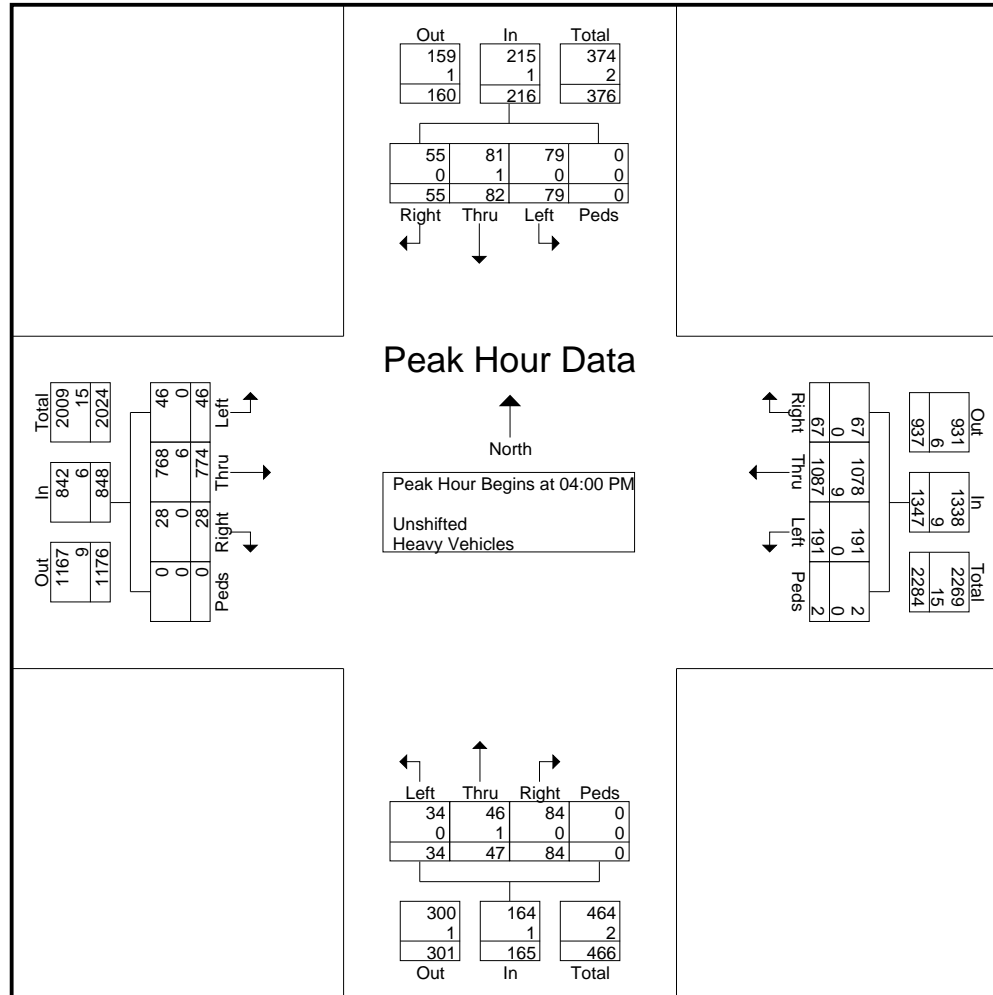 Out In Total
159 215 374
1 1 2
160 216 376
55 81 79 0
0 1 0 0
55 82 79 0
Right Thru Left Peds
Peak Hour Data
North
Peak Hour Begins at 04:00 PM
Unshifted
Heavy Vehicles
Out In Total
1167 842 2009
9 6 15
1176 848 2024
Peds Right Thru Left
0 28 768 46
0 0 6 0
0 28 774 46
Out In Total
931 1338 2269
6 9 15
937 1347 2284
67 1078 191 2
0 9 0 0
67 1087 191 2
Right Thru Left Peds
Left Thru Right Peds
34 46 84 0
0 1 0 0
34 47 84 0
300 164 464
1 1 2
301 165 466
Out In Total